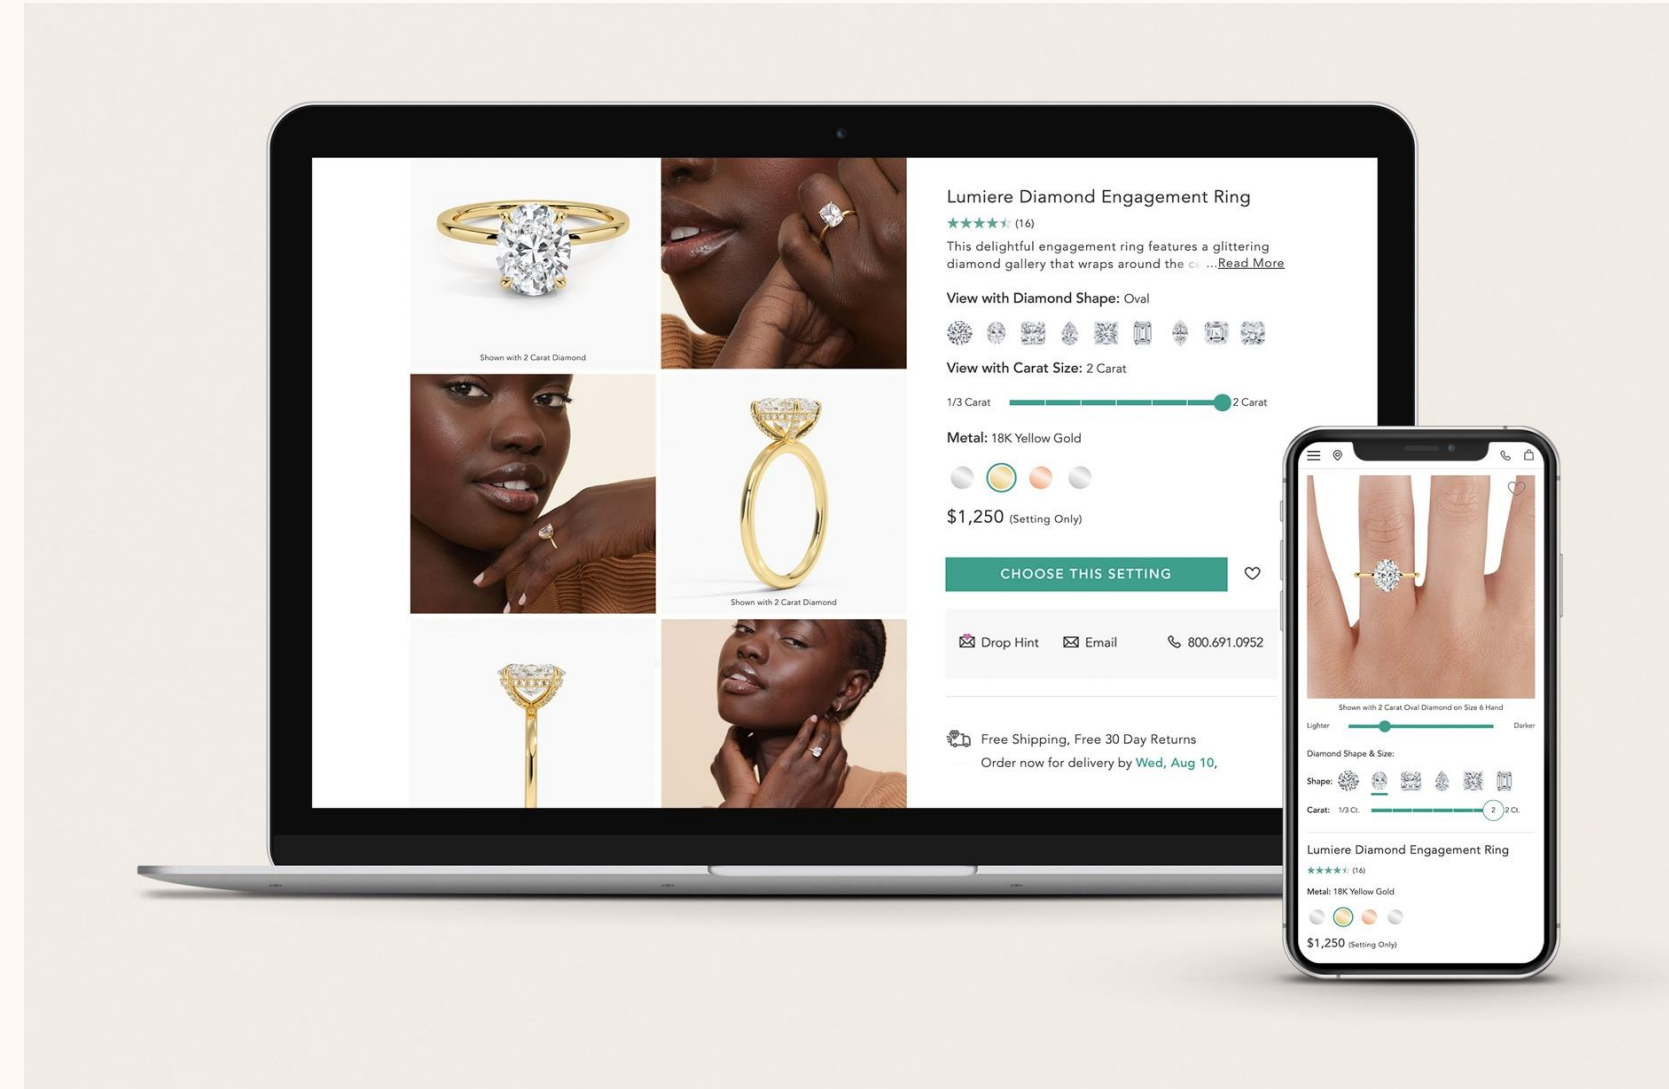 Shown with 2 Carat Diamond
Shown with 2 Carat Diamond
Lumiere Diamond Engagement Ring
(16)
This delightful engagement ring features a glittering
diamond gallery that wraps around the ...Read More
View with Diamond Shape: Oval
View with Carat Size: 2 Carat
1/3 Carat 2 Carat
Metal: 18K Yellow Gold
$1,250 (Setting Only)
CHOOSE THIS SETTING
Drop Hint Email 800.691.0952
Free Shipping, Free 30 Day Returns
Order now for delivery by Wed, Aug 10,
Shown with 2 Carat Oval Diamond on Size 6 Hand
Lighter Darker
Diamond Shape & Size:
Shape:
Carat: 1/3 Ct. 2 2 Ct.
Lumiere Diamond Engagement Ring
(16)
Metal: 18K Yellow Gold
$1,250 (Setting Only)